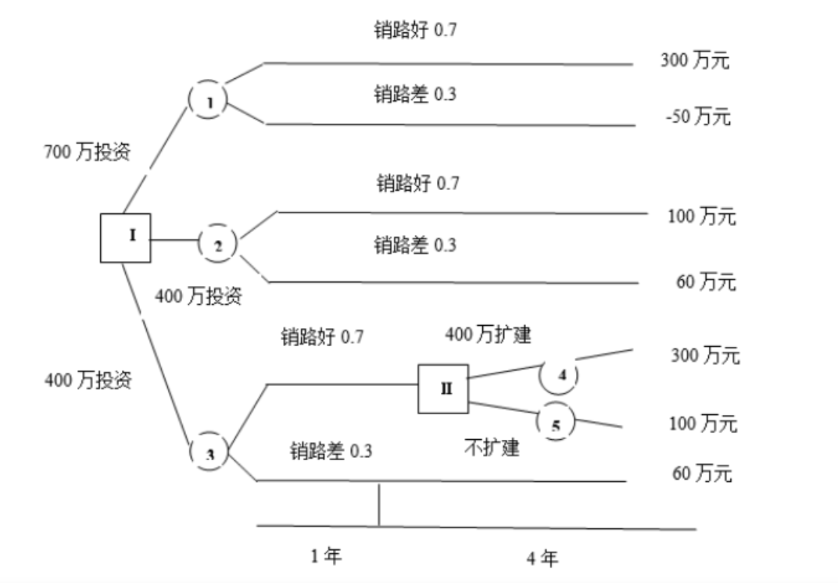 销路好 0.7
300 万元
1
销路差 0.3
-50 万元
700 万投资
销路好 0.7
100 万元
I
2
销路差 0.3
60 万元
400 万投资
销路好 0.7
400 万扩建
300 万元
4
400 万投资
II
5
100 万元
3
销路差 0.3
不扩建
60 万元
1 年
4 年